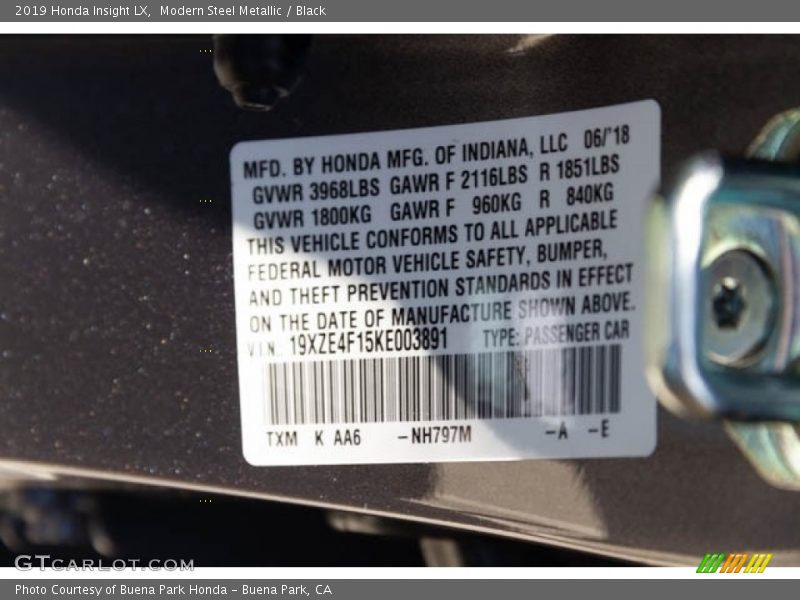 2019 Honda Insight LX,  Modern Steel Metallic / Black
MFD. BY HONDA MFG. OF INDIANA, LLC 06/'18
GVWR 3968LBS GAWR F 2116LBS R 1851LBS
GVWR 1800KG GAWR F 960KG R 840KG
THIS VEHICLE CONFORMS TO ALL APPLICABLE
FEDERAL MOTOR VEHICLE SAFETY, BUMPER,
AND THEFT PREVENTION STANDARDS IN EFFECT
ON THE DATE OF MANUFACTURE SHOWN ABOVE.
V.I.N.: 19XZE4F15KE003891 TYPE: PASSENGER CAR
TXM K AA6 -NH797M -A -E
GTCARLOT.COM
Photo Courtesy of Buena Park Honda - Buena Park, CA